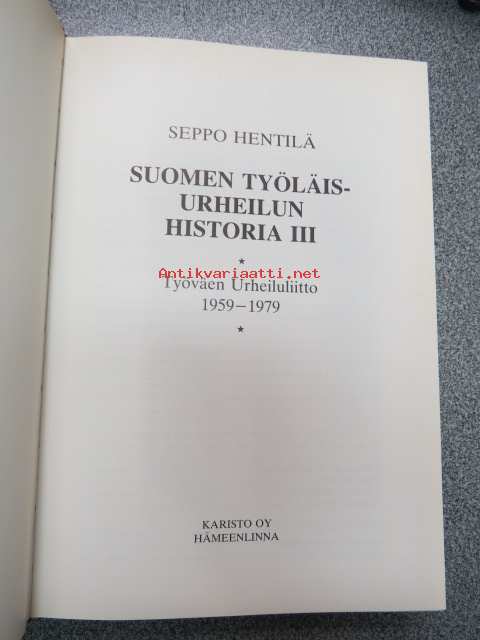 SEPPO HENTILÄ
SUOMEN TYÖLÄIS-
URHEILUN
HISTORIA III
★
Antikvariaatti.net
Työväen Urheiluliitto
1959–1979
★
KARISTO OY
HÄMEENLINNA